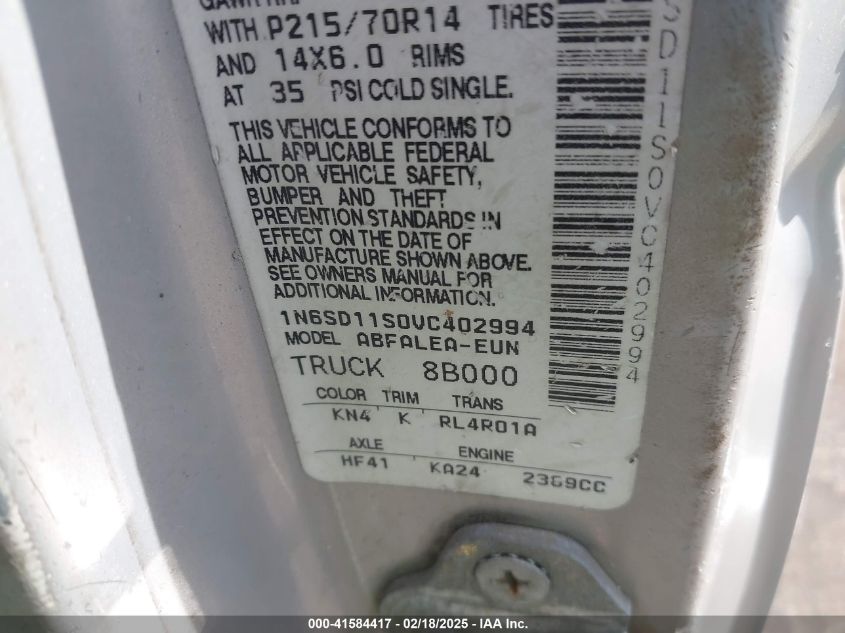 WITH P215/70R14 TIRES
AND 14X6.0 RIMS
AT 35 PSI COLD SINGLE.
THIS VEHICLE CONFORMS TO
ALL APPLICABLE FEDERAL
MOTOR VEHICLE SAFETY,
BUMPER AND THEFT
PREVENTION STANDARDS IN
EFFECT ON THE DATE OF
MANUFACTURE SHOWN ABOVE.
SEE OWNERS MANUAL FOR
ADDITIONAL INFORMATION.
1N6SD11S0VC402994
MODEL ABFALEA-EUN
TRUCK 8B000
COLOR TRIM TRANS
KN4 K RL4R01A
AXLE ENGINE
HF41 KA24 2389CC
SD11S0VC402994
000-41584417 - 02/18/2025 - IAA Inc.